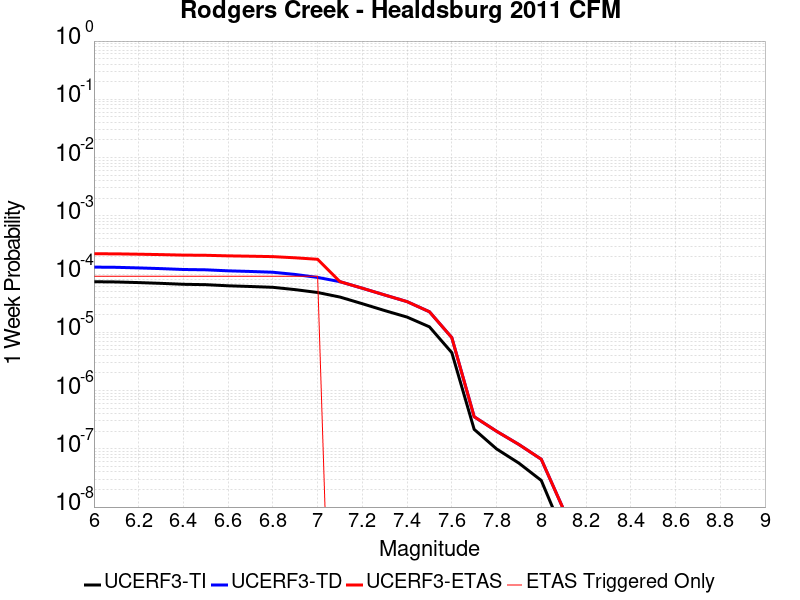 Rodgers Creek - Healdsburg 2011 CFM
10^0
10^-1
10^-2
10^-3
10^-4
10^-5
10^-6
10^-7
10^-8
1 Week Probability
6 6.2 6.4 6.6 6.8 7 7.2 7.4 7.6 7.8 8 8.2 8.4 8.6 8.8 9
Magnitude
UCERF3-TI UCERF3-TD UCERF3-ETAS ETAS Triggered Only